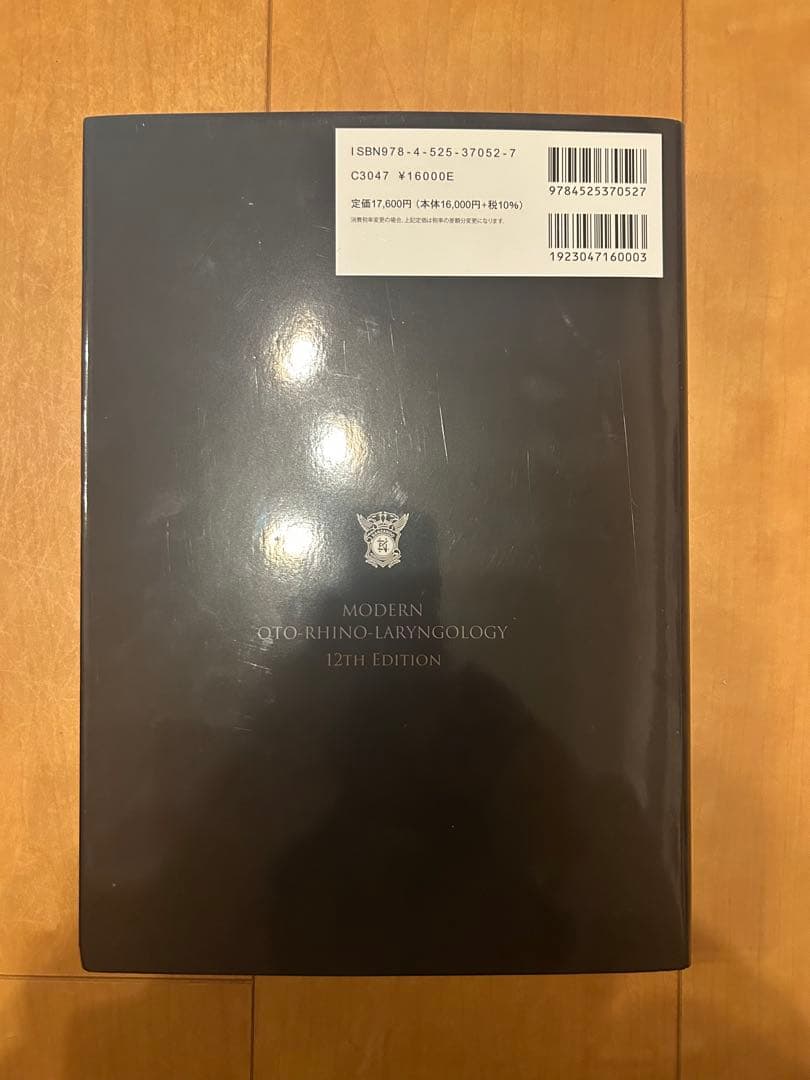 ISBN978-4-525-37052-7
C3047 ¥16000E
定価17,600円 (本体16,000円+税10%)
消費税率変更の場合、上記定価は税率の差額分変更になります.
9784525370527
1923047160003
MODERN
OTO-RHINO-LARYNGOLOGY
12TH EDITION